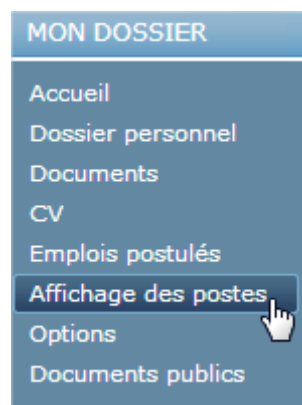 MON DOSSIER
Accueil
Dossier personnel
Documents
CV
Emplois postulés
Affichage des postes
Options
Documents publics